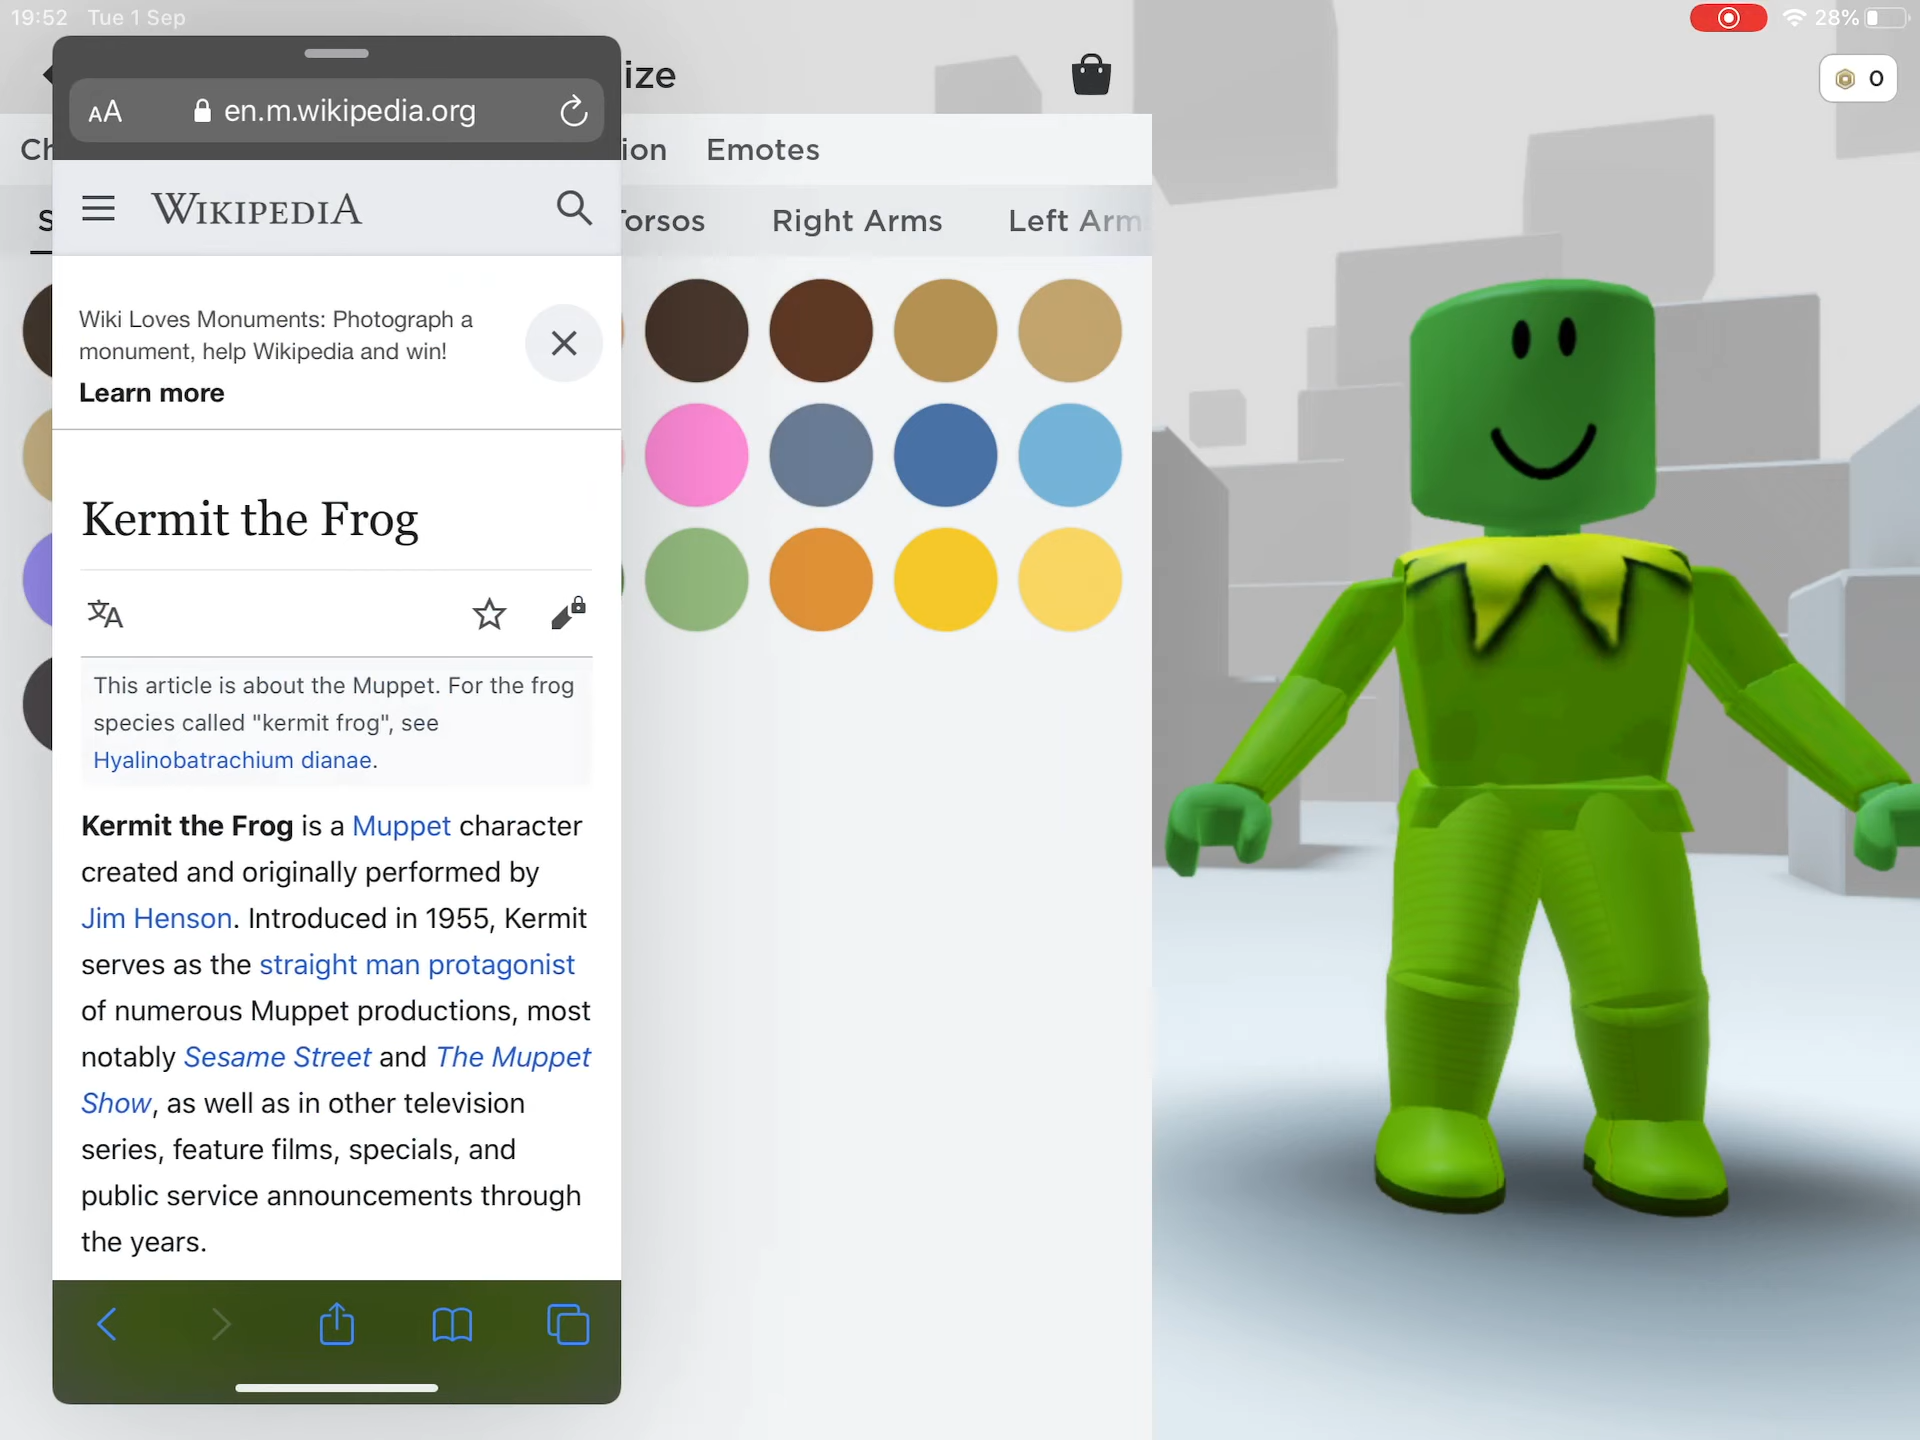 19:52 Tue 1 Sep
28%
en.m.wikipedia.org
AA
ize
0
Ch
ion Emotes
WIKIPEDIA
S
Torsos Right Arms Left Arm
Wiki Loves Monuments: Photograph a
monument, help Wikipedia and win!
Learn more
Kermit the Frog
文A
This article is about the Muppet. For the frog
species called "kermit frog", see
Hyalinobatrachium dianae.
Kermit the Frog is a Muppet character
created and originally performed by
Jim Henson. Introduced in 1955, Kermit
serves as the straight man protagonist
of numerous Muppet productions, most
notably Sesame Street and The Muppet
Show, as well as in other television
series, feature films, specials, and
public service announcements through
the years.